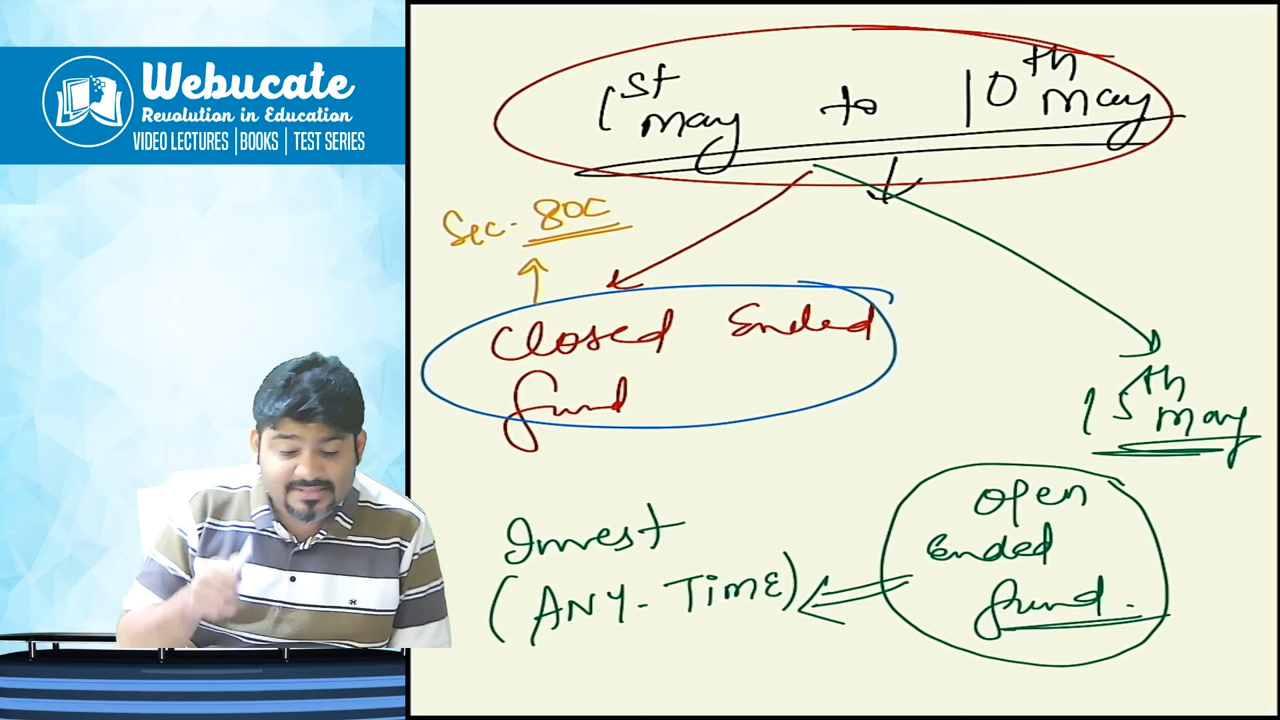 Webucate
Revolution in Education
VIDEO LECTURES | BOOKS | TEST SERIES
1st May to 10th May
Sec. 80C
Closed Ended
fund
15th May
Open
Ended
fund.
Invest
(ANY-TIME)